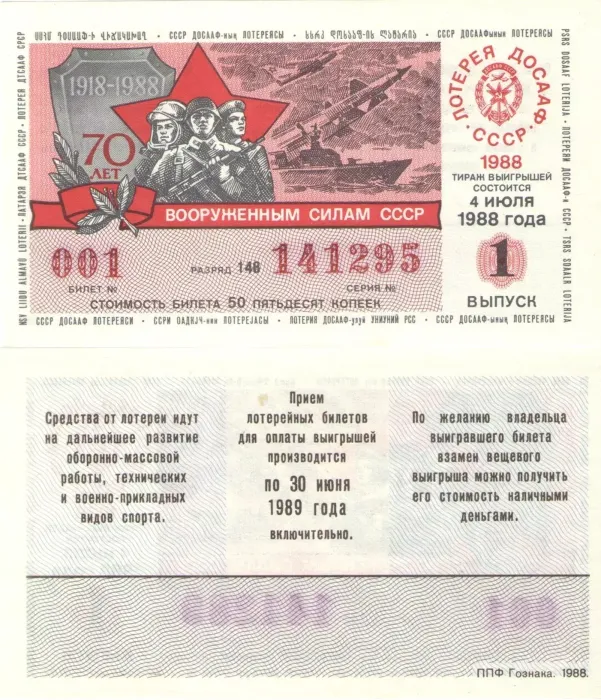 СССР ДОСААФ-ның ЛОТЕРЕЯСЫ
СССР ДОСААФынын ЛОТЕРЕЯСЫ
PSRS DOSAAF LOTERIJA
ЛОТЕРЕЯ ДТСААФ СРСР
1918-1988
70
ЛЕТ
ВООРУЖЕННЫМ СИЛАМ СССР
ЛОТЕРЕЯ ДОСААФ
СССР
1988
ТИРАЖ ВЫИГРЫШЕЙ
СОСТОИТСЯ
4 ИЮЛЯ
1988 года
1
ВЫПУСК
001
БИЛЕТ №
РАЗРЯД 148
141295
СЕРИЯ №
СТОИМОСТЬ БИЛЕТА 50 ПЯТЬДЕСЯТ КОПЕЕК
Средства от лотереи идут
на дальнейшее развитие
оборонно-массовой
работы, технических
и военно-прикладных
видов спорта.
Прием
лотерейных билетов
для оплаты выигрышей
производится
по 30 июня
1989 года
включительно.
По желанию владельца
выигравшего билета
взамен вещевого
выигрыша можно получить
его стоимость наличными
деньгами.
ППФ Гознака. 1988.